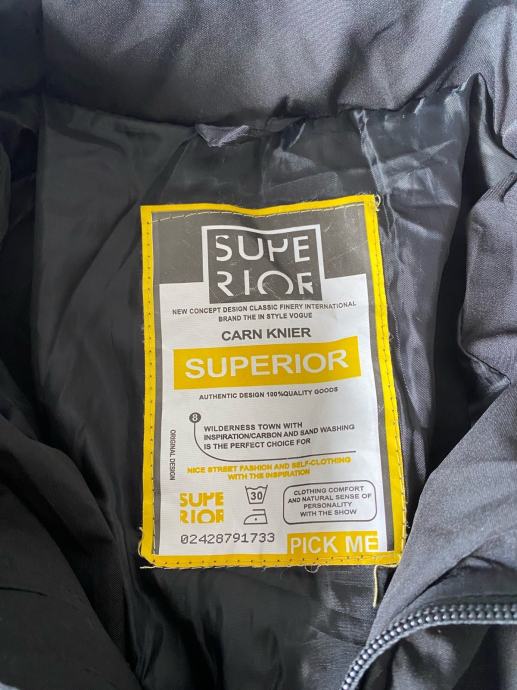 SUPE
RIOR
NEW CONCEPT DESIGN CLASSIC FINERY INTERNATIONAL
BRAND THE IN STYLE VOGUE
CARN KNIER
SUPERIOR
AUTHENTIC DESIGN 100%QUALITY GOODS
8
WILDERNESS TOWN WITH
INSPIRATION/CARBON AND SAND WASHING
IS THE PERFECT CHOICE FOR
ORIGINAL DESIGN
NICE STREET FASHION AND SELF-CLOTHING
WITH THE INSPIRATION
SUPE
RIOR
30
CLOTHING COMFORT
AND NATURAL SENSE OF
PERSONALITY
WITH THE SHOW
02428791733
PICK ME